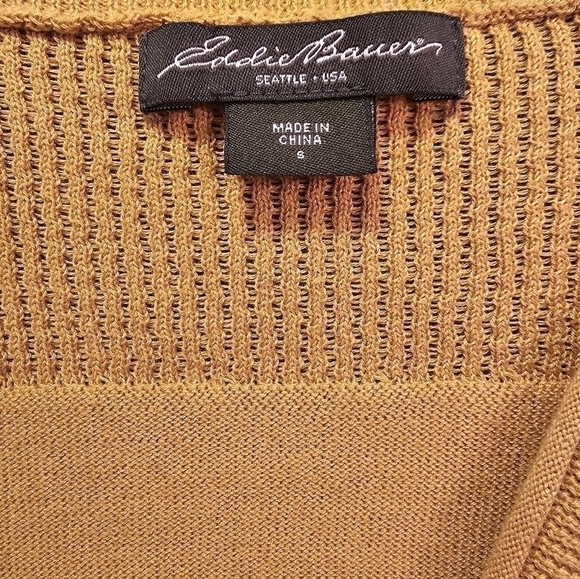 Eddie Bauer
SEATTLE • USA
MADE IN
CHINA
S